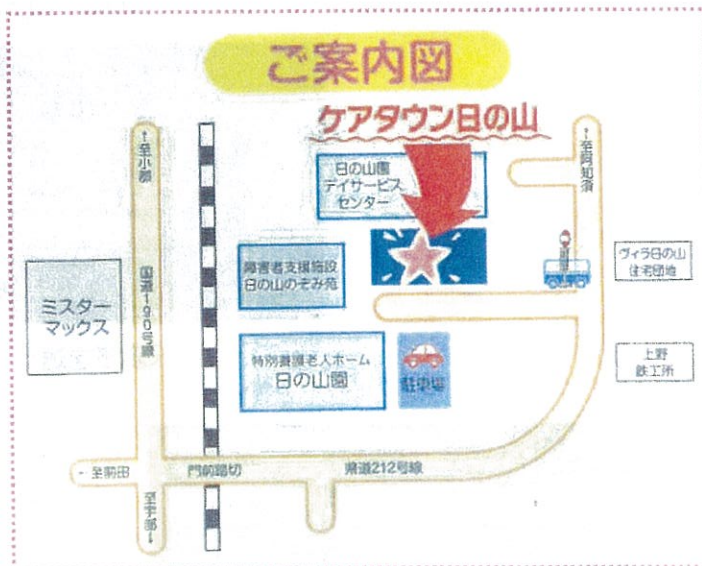 ご案内図
ケアタウン日の山
↑至小郡
国道190号線
至宇部↓
日の山園
デイサービス
センター
↑至阿知須
障害者支援施設
日の山のぞみ苑
ヴィラ日の山
住宅団地
ミスター
マックス
特別養護老人ホーム
日の山園
駐車場
上野
鉄工所
←至前田
門前踏切
県道212号線